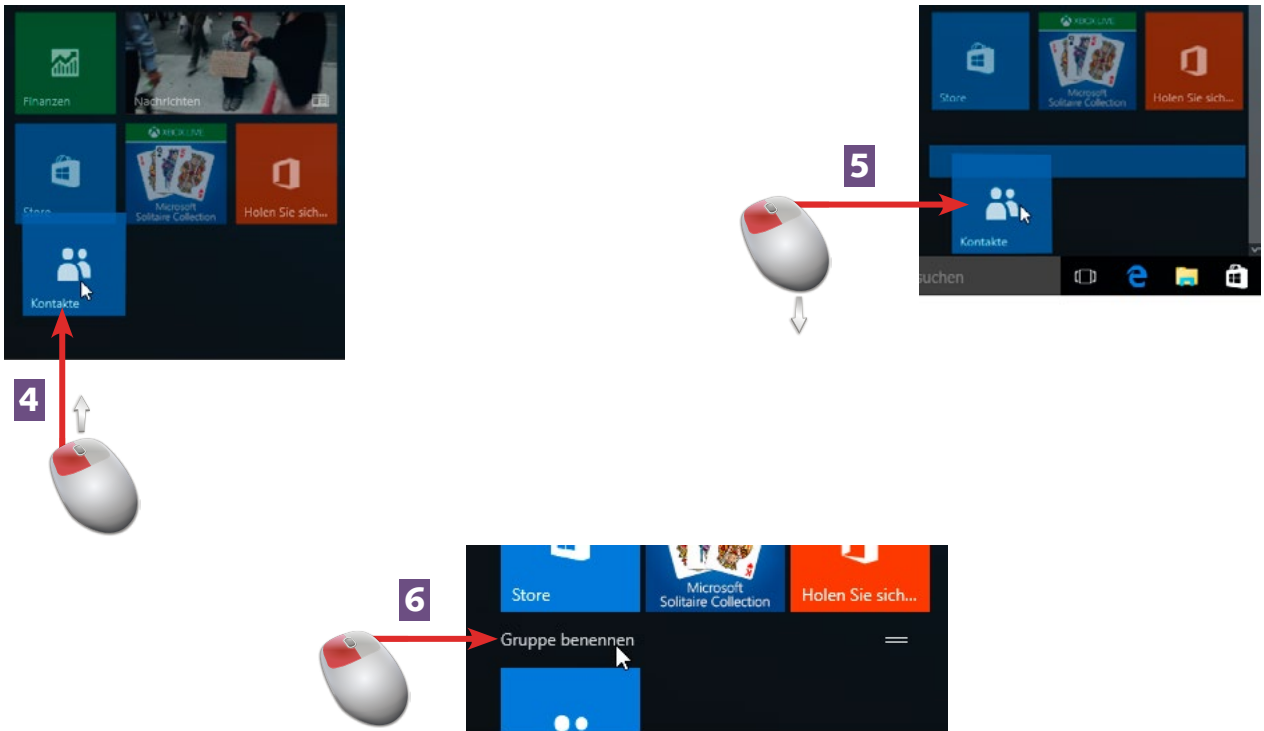 Finanzen
Nachrichten
XBOX LIVE
Store
Microsoft
Solitaire Collection
Holen Sie sich...
Kontakte
4
XBOX LIVE
Store
Microsoft
Solitaire Collection
Holen Sie sich...
5
Kontakte
suchen
6
Store
Microsoft
Solitaire Collection
Holen Sie sich...
Gruppe benennen